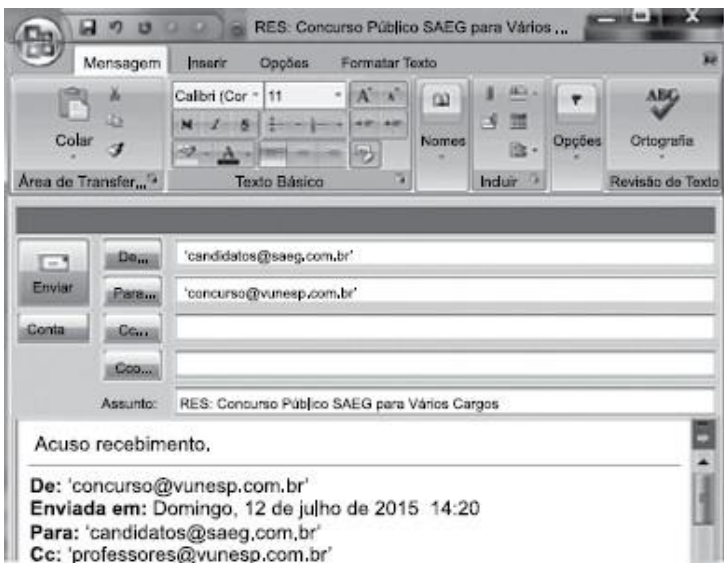 RES: Concurso Público SAEG para Vários ...
Mensagem Inserir Opções Formatar Texto
Colar
Calibri (Cor 11 A A
N I S
A
Nomes
Opções
ABC
Ortografia
Área de Transfer... Texto Básico Incluir Revisão de Texto
De... 'candidatos@saeg.com.br'
Enviar Para... 'concurso@vunesp.com.br'
Conta Cc...
Cco...
Assunto: RES: Concurso Público SAEG para Vários Cargos
Acuso recebimento.
De: 'concurso@vunesp.com.br'
Enviada em: Domingo, 12 de julho de 2015 14:20
Para: 'candidatos@saeg.com.br'
Cc: 'professores@vunesp.com.br'